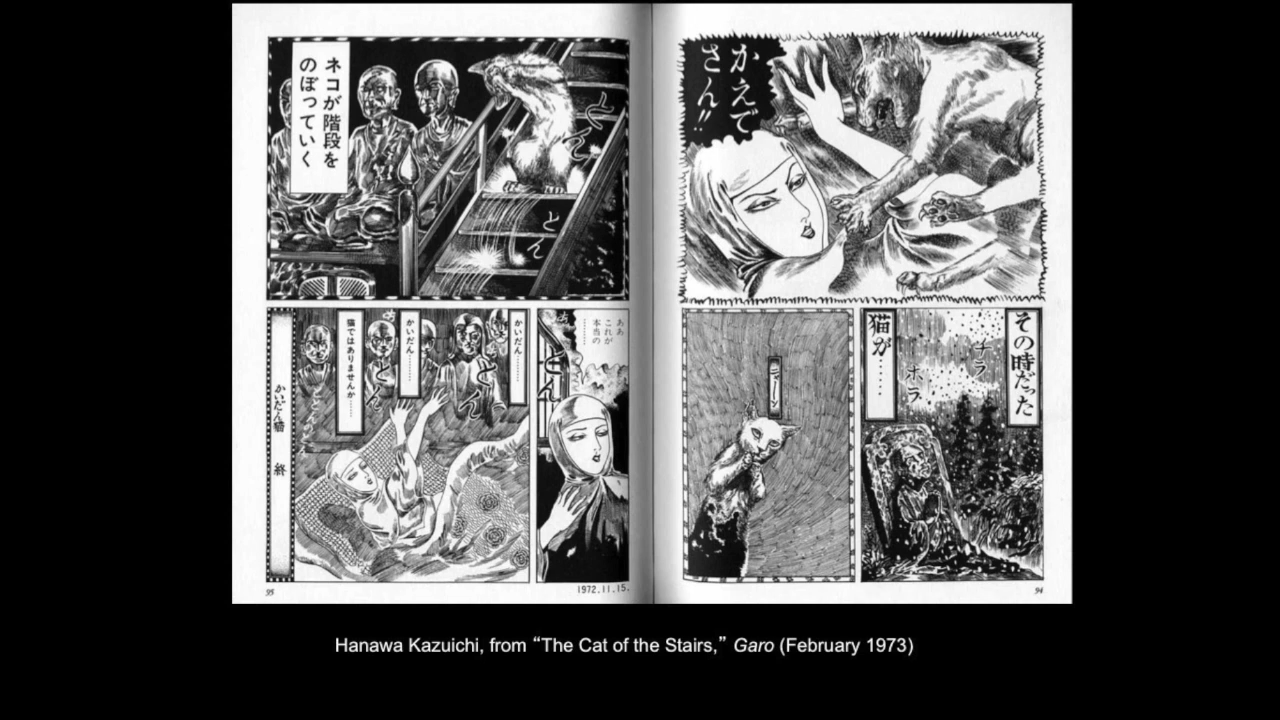 かえで
さん!!
その時だった
チラ
ホラ
猫が……
ニャーン
94
ネコが階段を
のぼっていく
とん
とん
ああ
これが
本当の
………
とん
かいだん………
かいだん………
猫ではありませんか……
とん
とん
かいだん猫 終
1972.11.15.
95
Hanawa Kazuichi, from “The Cat of the Stairs,” Garo (February 1973)